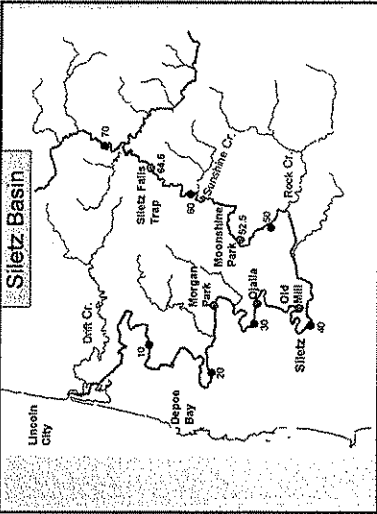 Siletz Basin
Lincoln
City
Drift Cr.
70
Siletz Falls
Trap
64.5
60
Sunshine Cr.
10
Morgan
Park
Moonshine
Park
52.5
50
Rock Cr.
Depoe
Bay
20
Ojalla
30
Old
Mill
Siletz
40